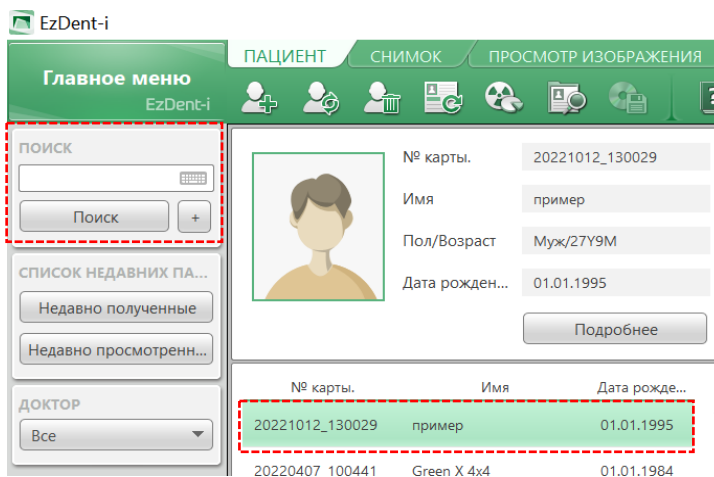 EzDent-i
Главное меню
EzDent-i
ПАЦИЕНТ
СНИМОК
ПРОСМОТР ИЗОБРАЖЕНИЯ
ПОИСК
Поиск
+
СПИСОК НЕДАВНИХ ПА...
Недавно полученные
Недавно просмотренн...
ДОКТОР
Все
№ карты. 20221012_130029
Имя пример
Пол/Возраст Муж/27Y9M
Дата рожден... 01.01.1995
Подробнее
№ карты. Имя Дата рожде...
20221012_130029 пример 01.01.1995
20220407_100441 Green X 4x4 01.01.1984